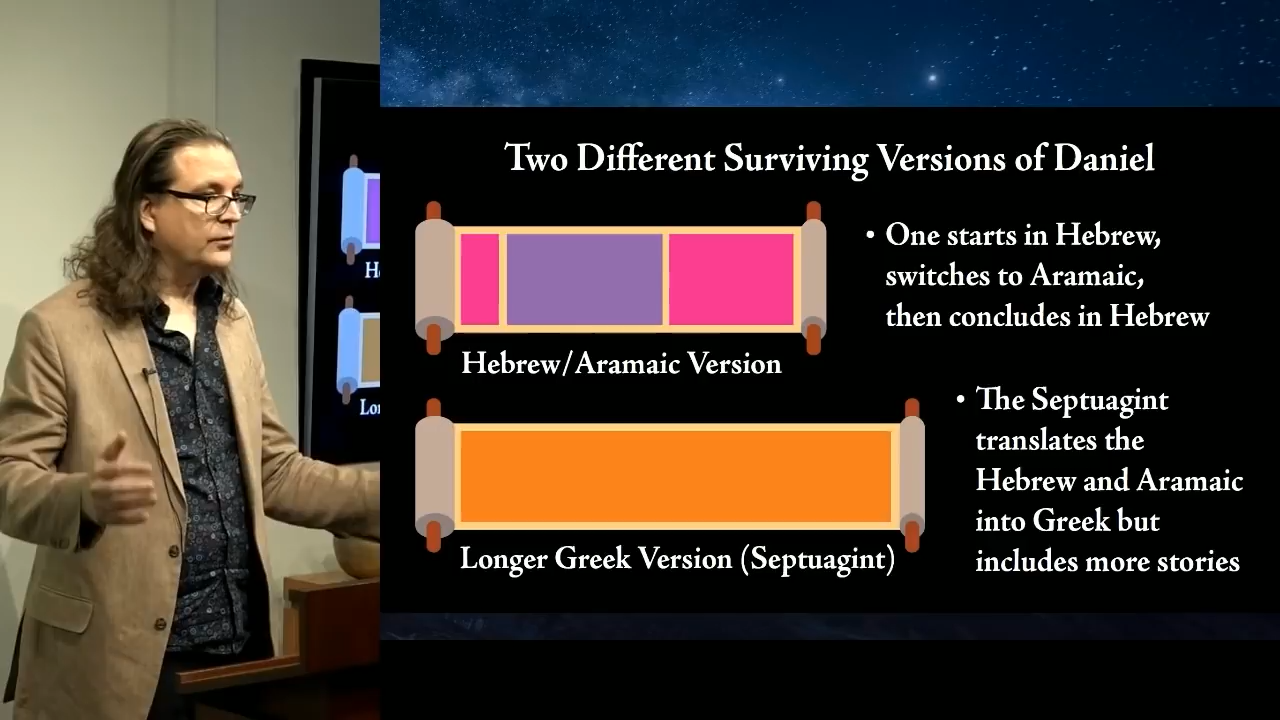 Two Different Surviving Versions of Daniel
• One starts in Hebrew,
switches to Aramaic,
then concludes in Hebrew
Hebrew/Aramaic Version
• The Septuagint
translates the
Hebrew and Aramaic
into Greek but
includes more stories
Longer Greek Version (Septuagint)